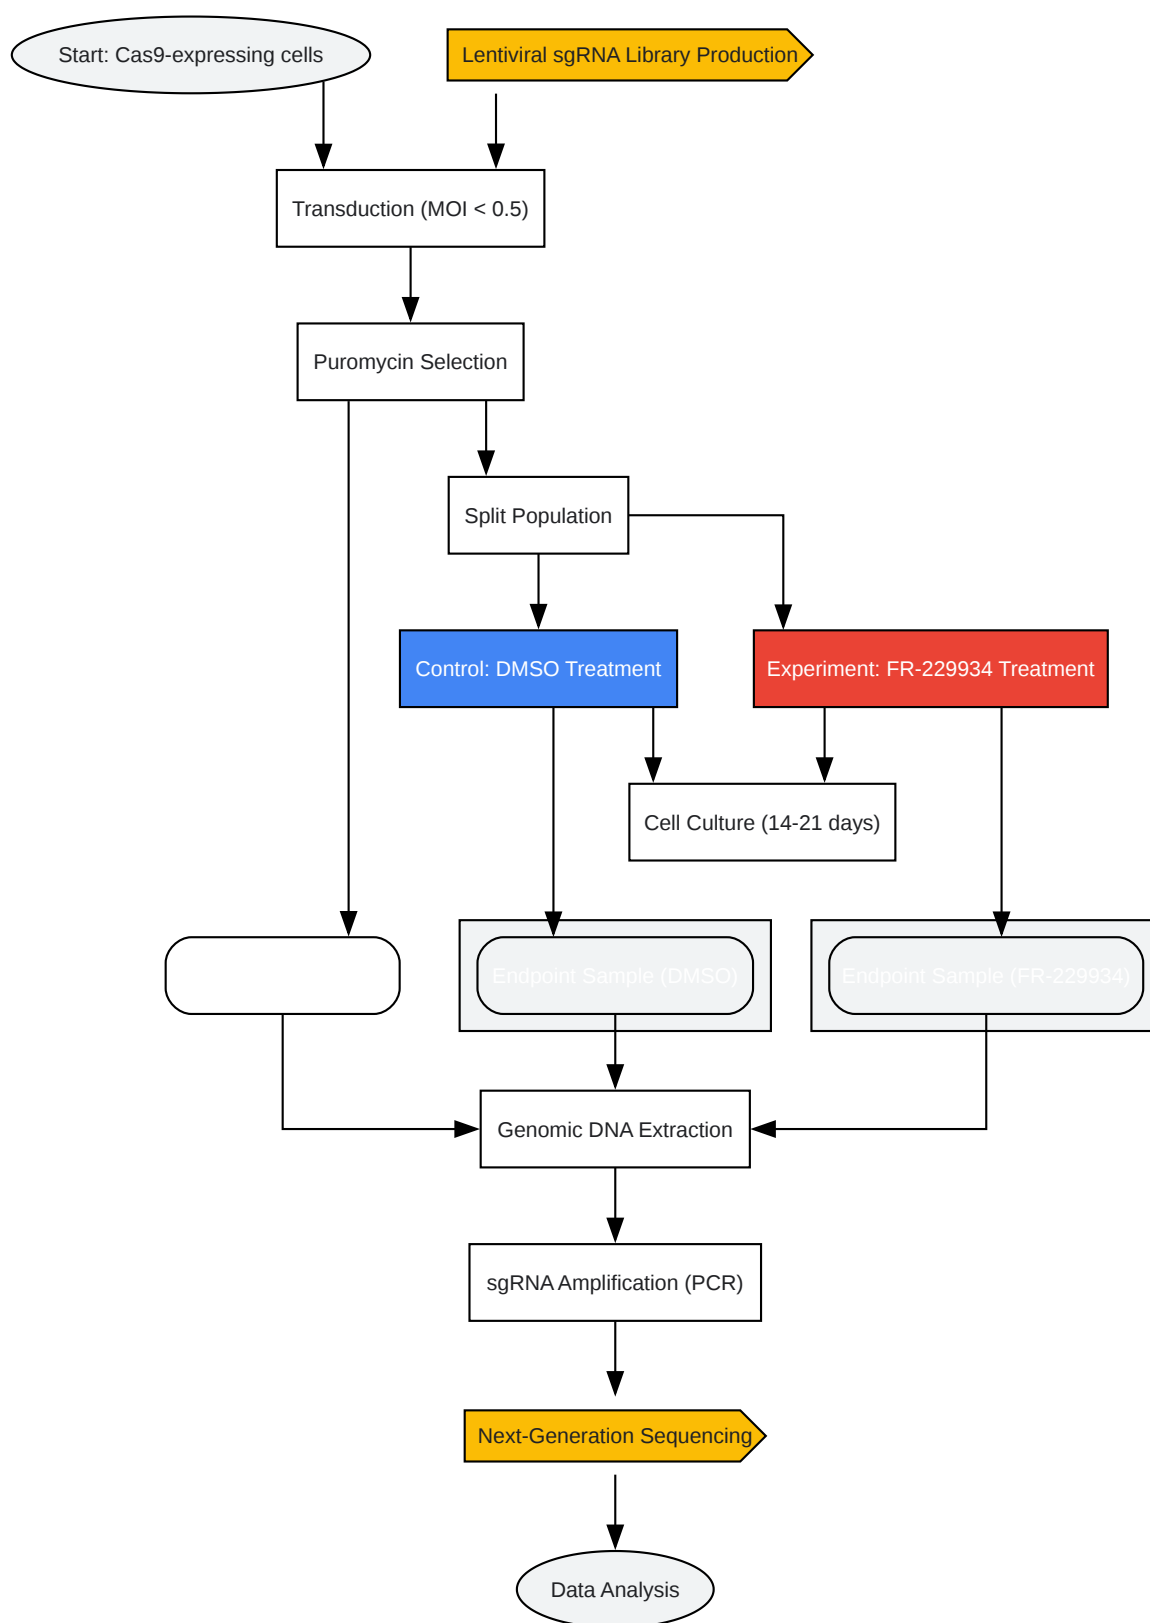 Start: Cas9-expressing cells
Lentiviral sgRNA Library Production
Transduction (MOI < 0.5)
Puromycin Selection
Split Population
Control: DMSO Treatment
Experiment: FR-229934 Treatment
Cell Culture (14-21 days)
Endpoint Sample (DMSO)
Endpoint Sample (FR-229934)
Genomic DNA Extraction
sgRNA Amplification (PCR)
Next-Generation Sequencing
Data Analysis